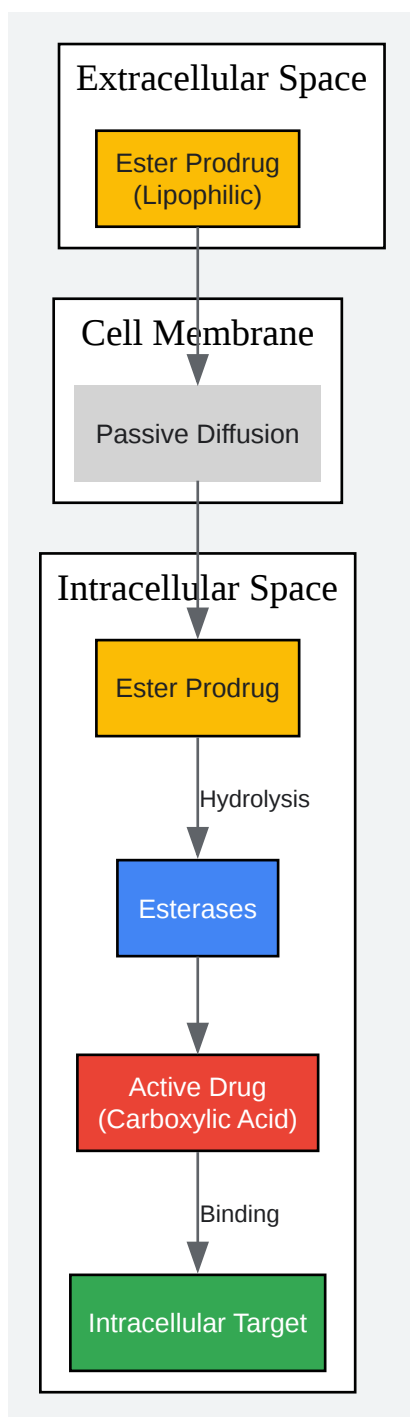 Extracellular Space
Ester Prodrug
(Lipophilic)
Cell Membrane
Passive Diffusion
Intracellular Space
Ester Prodrug
Hydrolysis
Esterases
Active Drug
(Carboxylic Acid)
Binding
Intracellular Target